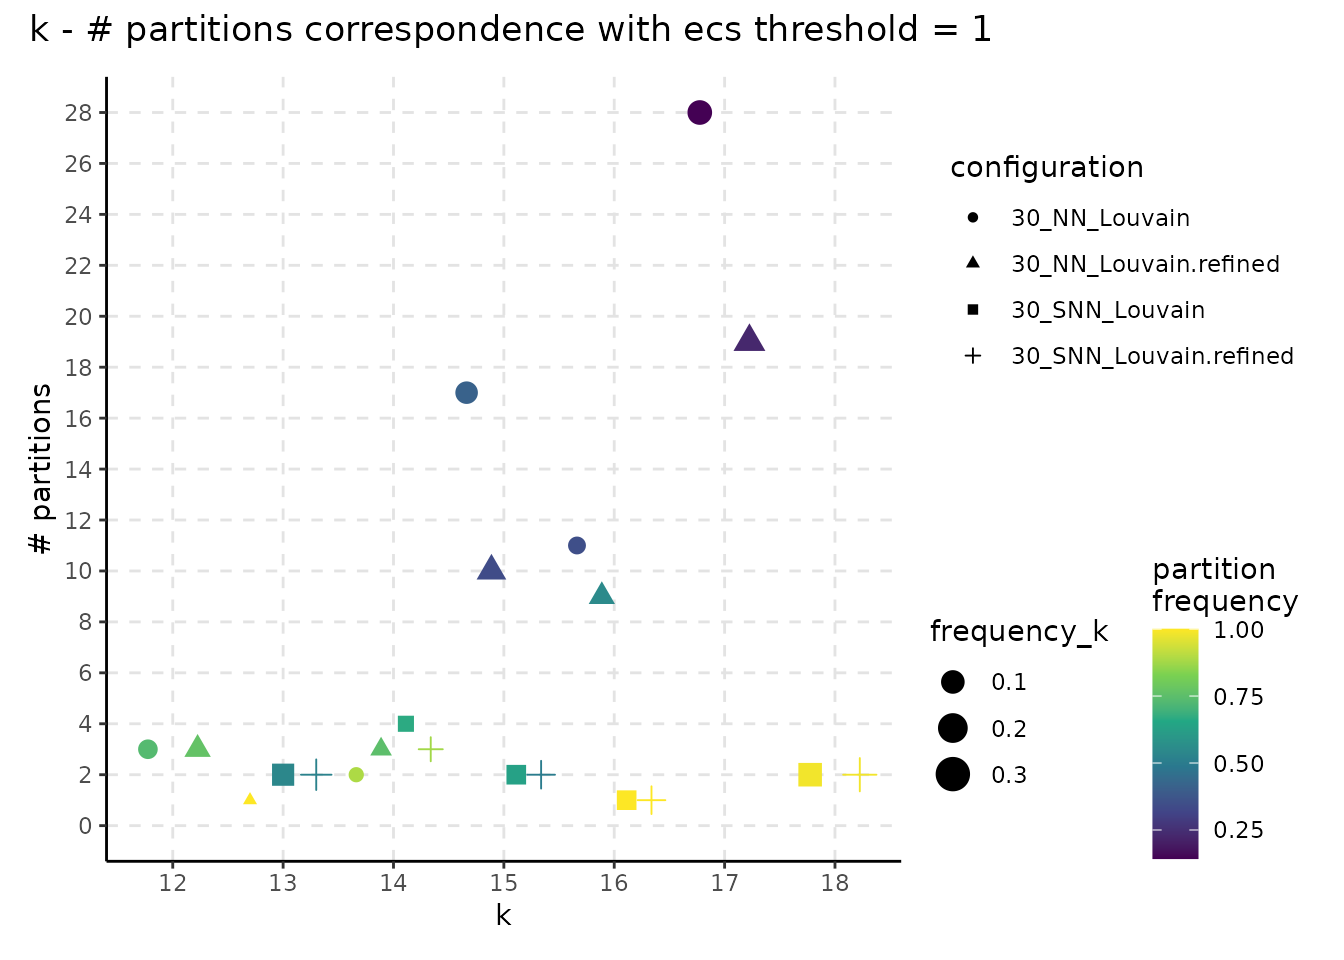 k - # partitions correspondence with ecs threshold = 1
# partitions
28
26
24
22
20
18
16
14
12
10
8
6
4
2
0
12 13 14 15 16 17 18
k
configuration
30_NN_Louvain
30_NN_Louvain.refined
30_SNN_Louvain
30_SNN_Louvain.refined
frequency_k
0.1
0.2
0.3
partition
frequency
1.00
0.75
0.50
0.25